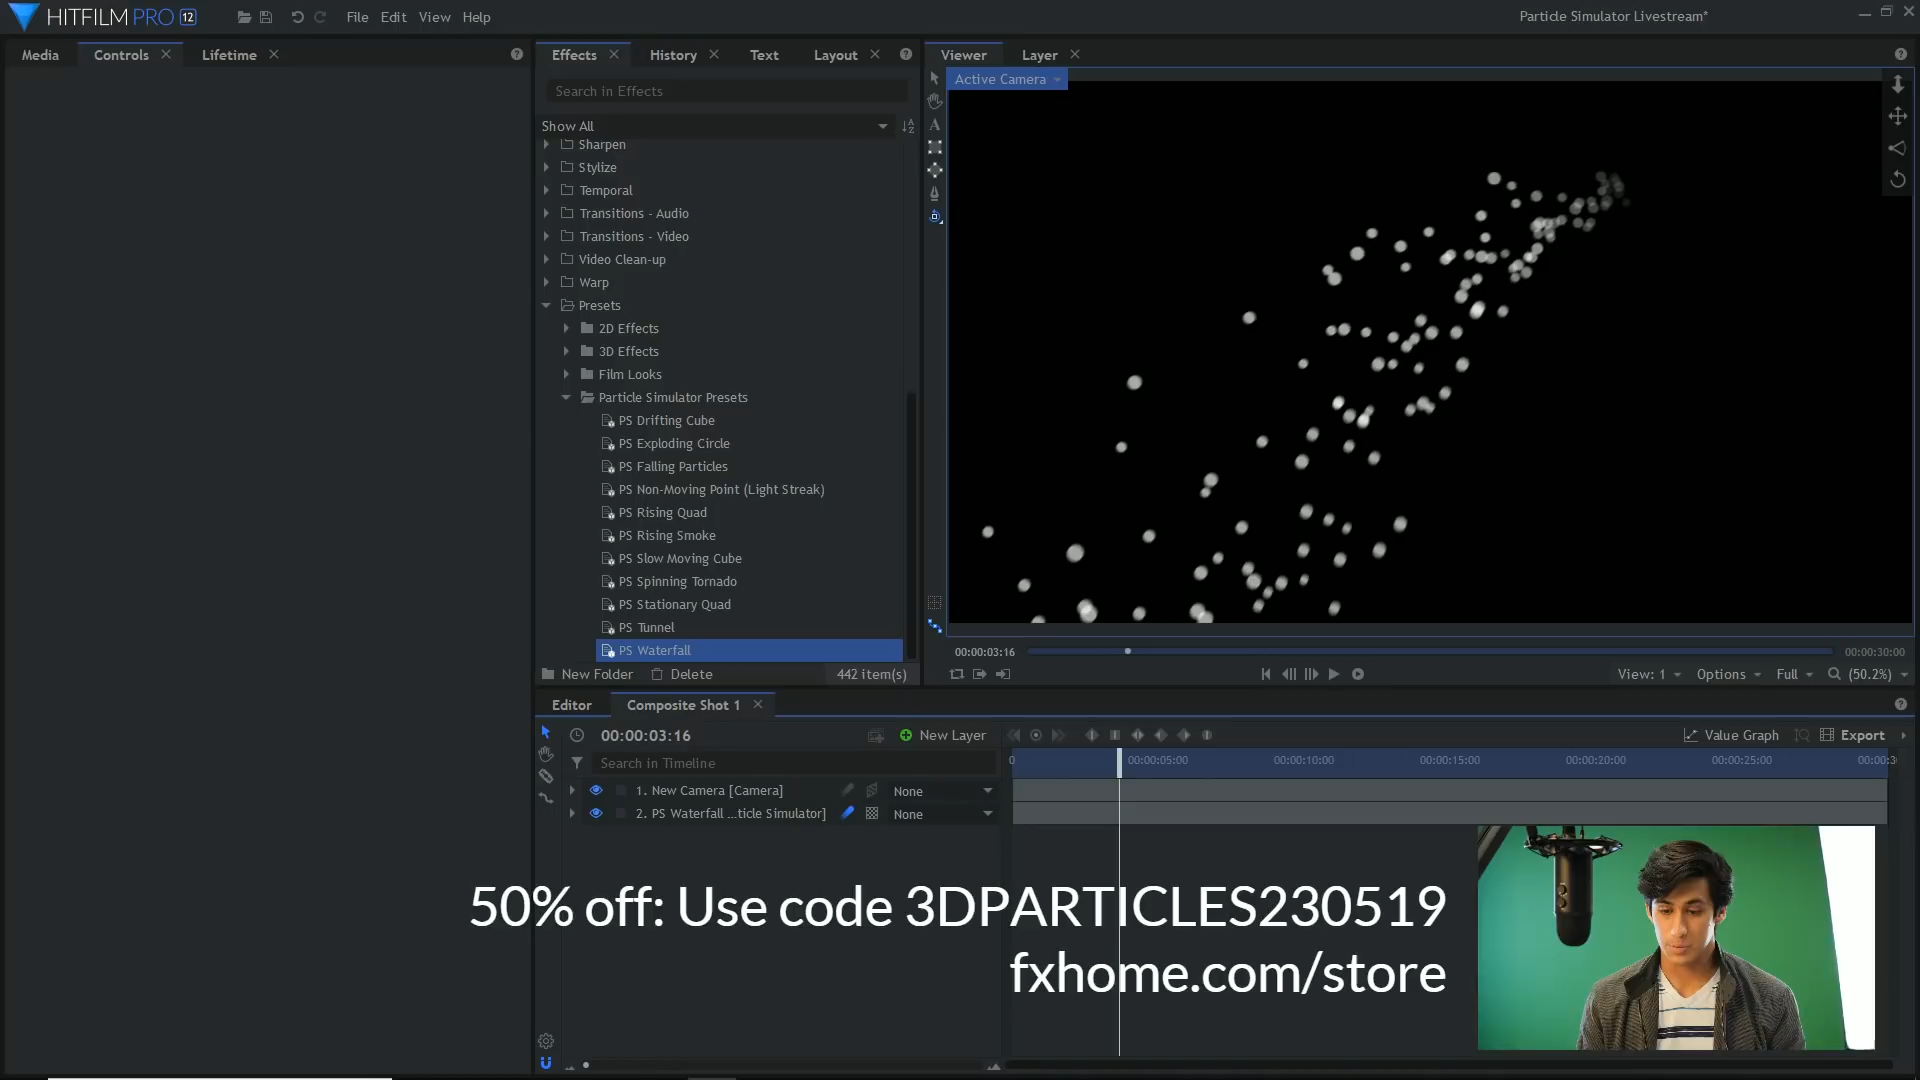 HITFILM PRO 12
File Edit View Help
Particle Simulator Livestream*
Media Controls Lifetime
Effects History Text Layout
Viewer Layer
Search in Effects
Active Camera
Show All
Sharpen
Stylize
Temporal
Transitions - Audio
Transitions - Video
Video Clean-up
Warp
Presets
2D Effects
3D Effects
Film Looks
Particle Simulator Presets
PS Drifting Cube
PS Exploding Circle
PS Falling Particles
PS Non-Moving Point (Light Streak)
PS Rising Quad
PS Rising Smoke
PS Slow Moving Cube
PS Spinning Tornado
PS Stationary Quad
PS Tunnel
PS Waterfall
New Folder Delete 442 item(s)
00:00:03:16 00:00:30:00
View: 1 Options Full (50.2%)
Editor Composite Shot 1
00:00:03:16 New Layer Value Graph Export
Search in Timeline
0 00:00:05:00 00:00:10:00 00:00:15:00 00:00:20:00 00:00:25:00 00:00:3
1. New Camera [Camera] None
2. PS Waterfall ...ticle Simulator] None
50% off: Use code 3DPARTICLES230519
fxhome.com/store